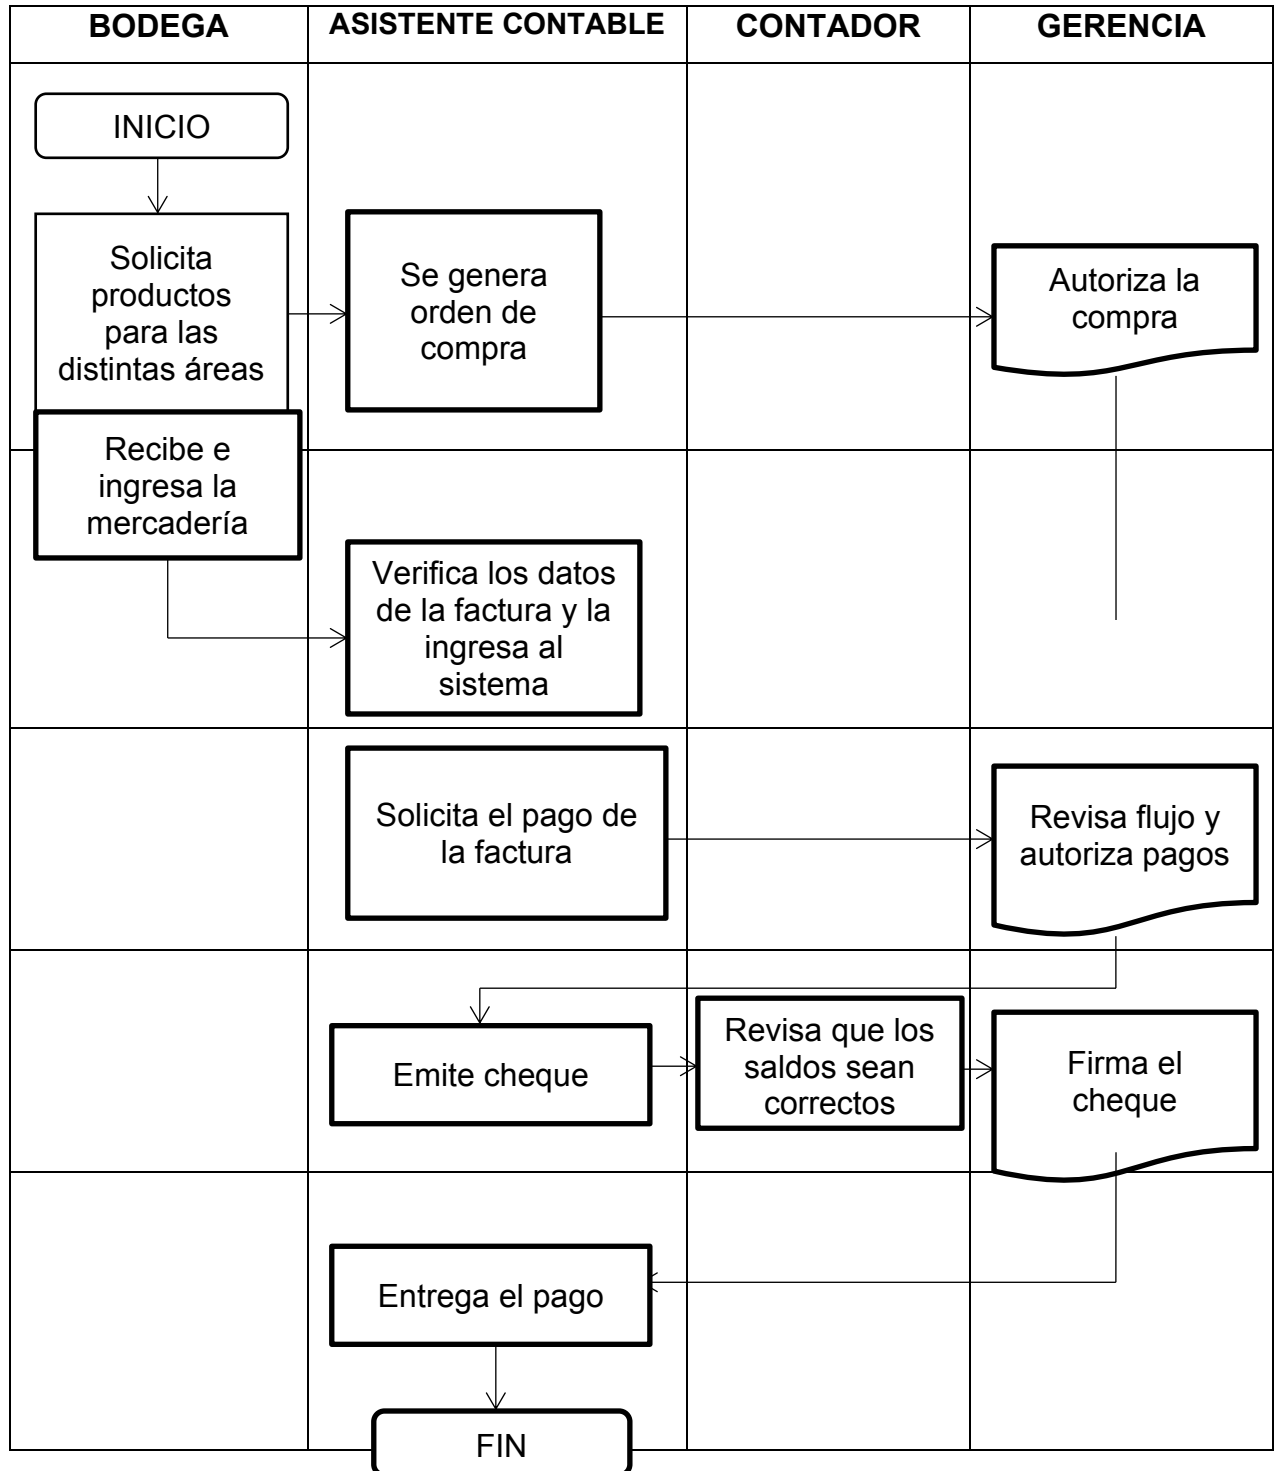 BODEGA
ASISTENTE CONTABLE
CONTADOR
GERENCIA
INICIO
Solicita
productos
para las
distintas áreas
Se genera
orden de
compra
Autoriza la
compra
Recibe e
ingresa la
mercadería
Verifica los datos
de la factura y la
ingresa al
sistema
Solicita el pago de
la factura
Revisa flujo y
autoriza pagos
Emite cheque
Revisa que los
saldos sean
correctos
Firma el
cheque
Entrega el pago
FIN